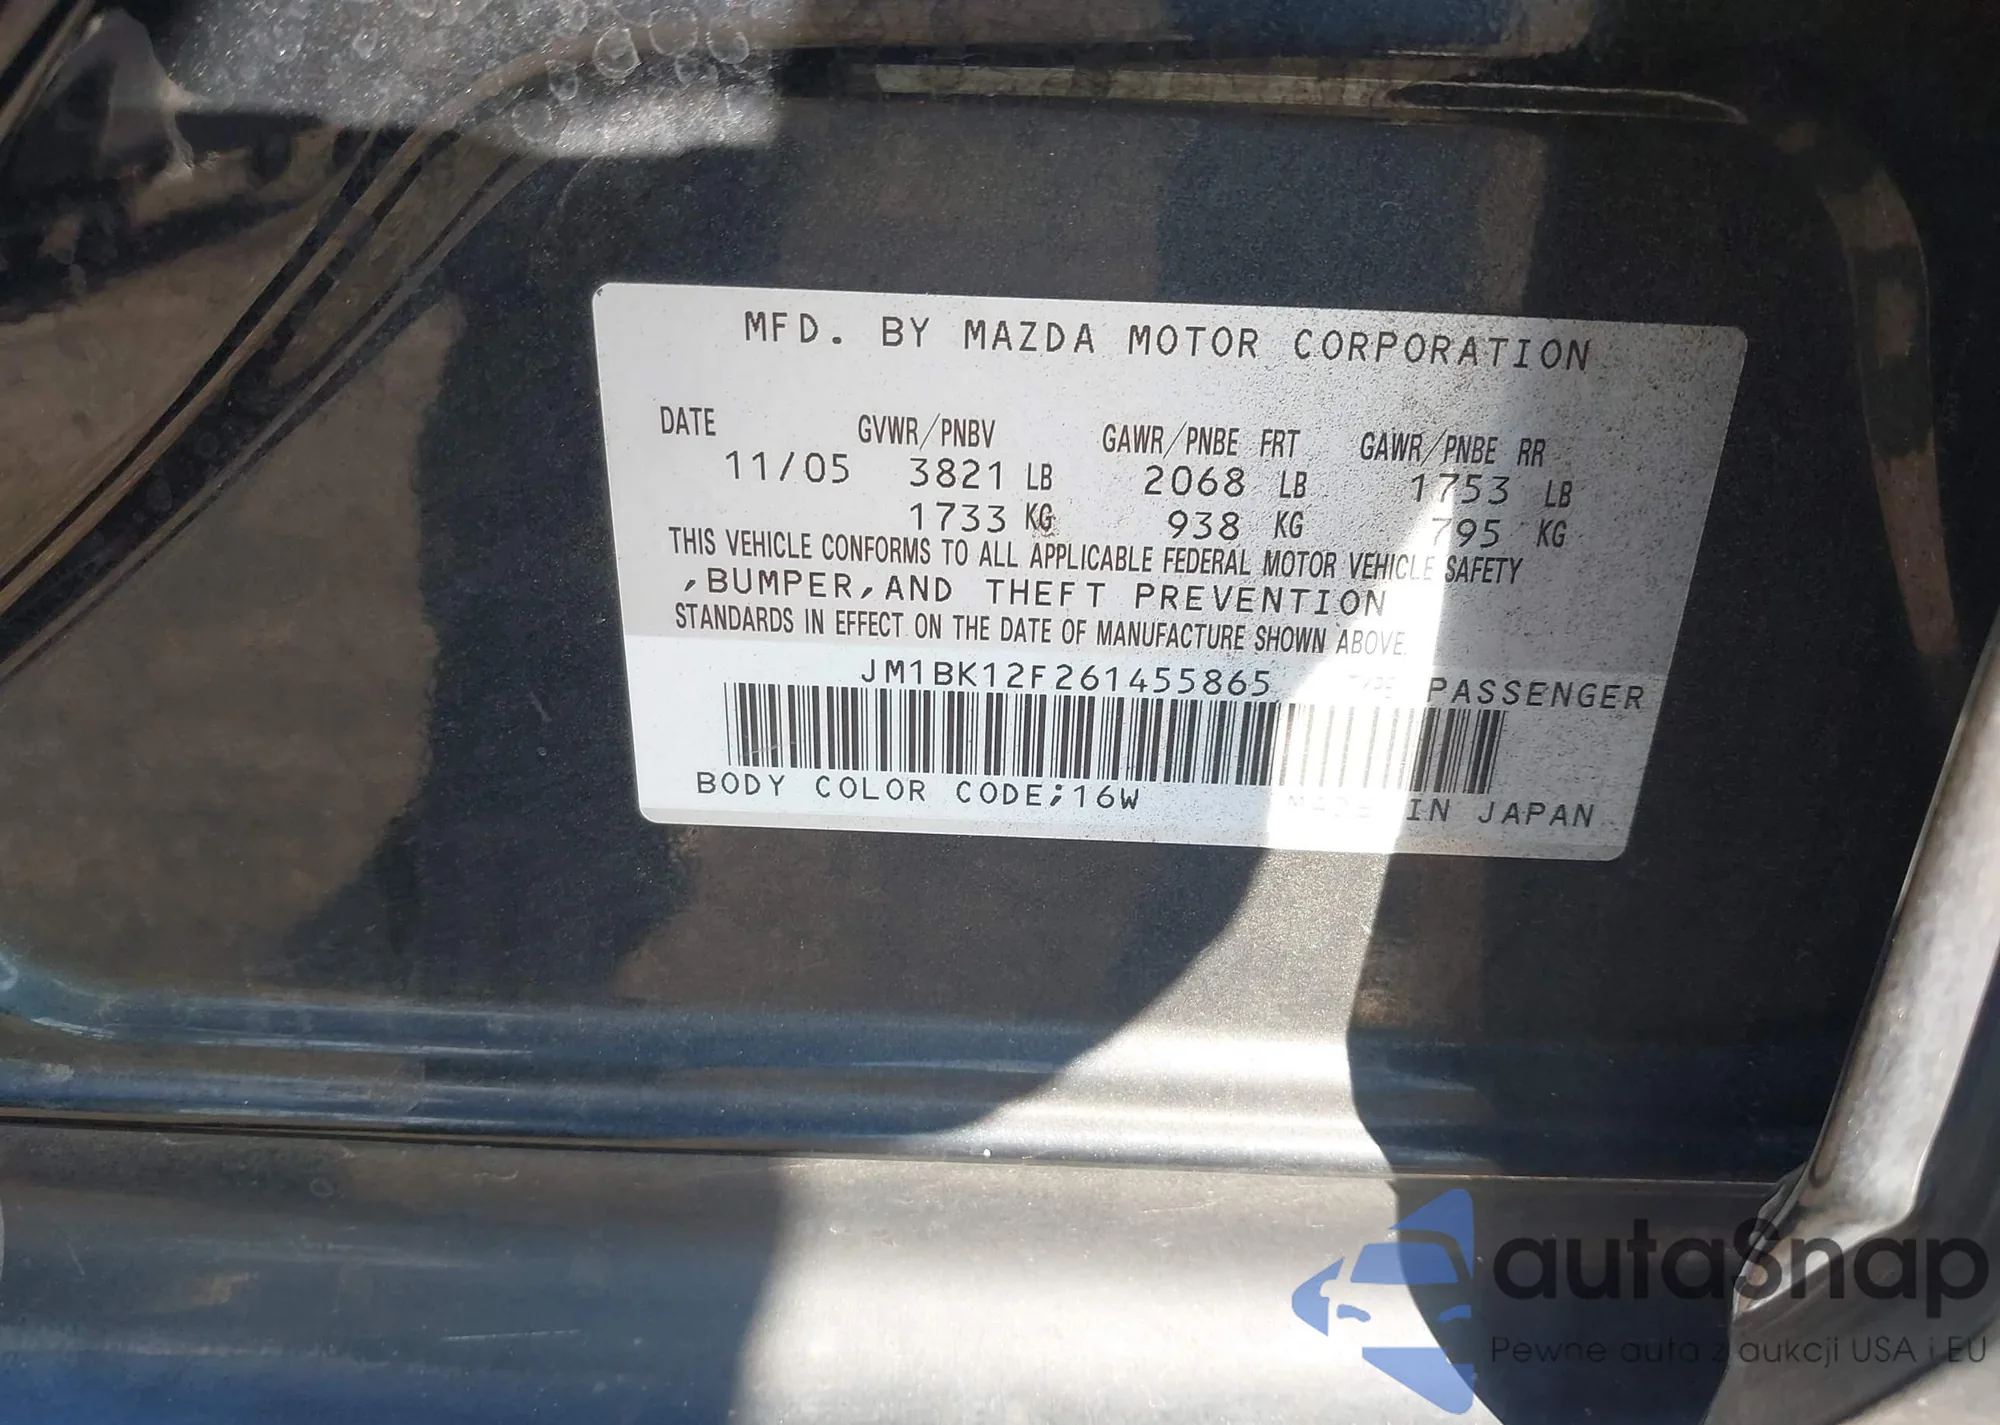 MFD. BY MAZDA MOTOR CORPORATION
DATE GVWR/PNBV GAWR/PNBE FRT GAWR/PNBE RR
11/05 3821 LB 2068 LB 1753 LB
1733 KG 938 KG 795 KG
THIS VEHICLE CONFORMS TO ALL APPLICABLE FEDERAL MOTOR VEHICLE SAFETY
,BUMPER,AND THEFT PREVENTION
STANDARDS IN EFFECT ON THE DATE OF MANUFACTURE SHOWN ABOVE.
JM1BK12F261455865 TYPE PASSENGER
BODY COLOR CODE;16W MADE IN JAPAN
autaSnap
Pewne auta z aukcji USA i EU